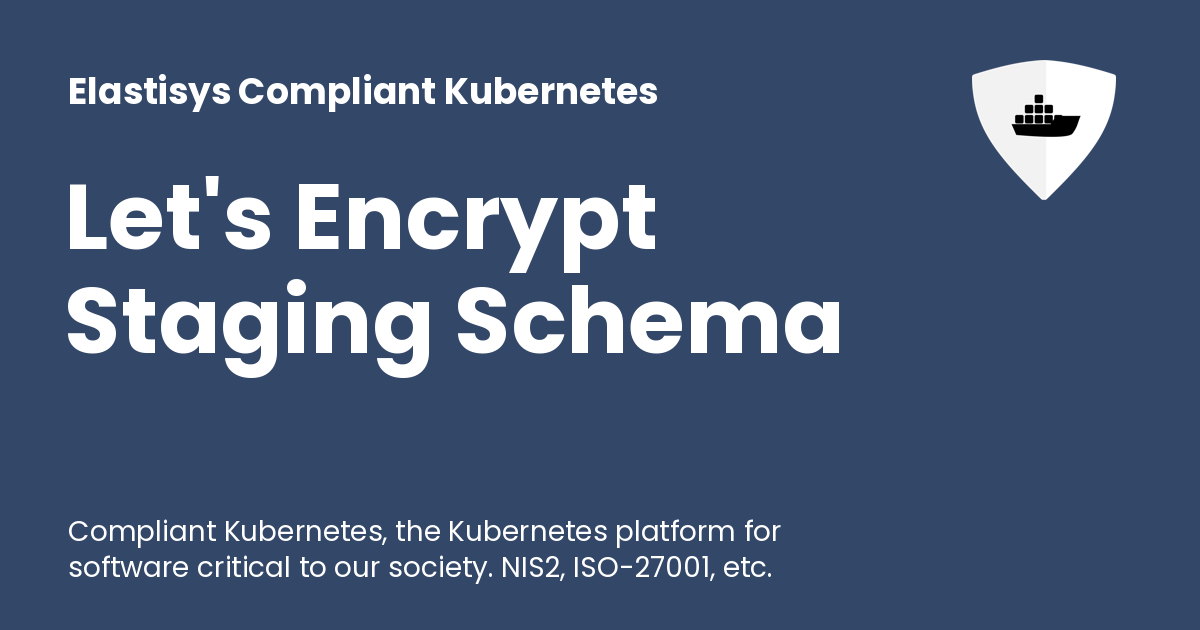 Elastisys Compliant Kubernetes
Let's Encrypt
Staging Schema
Compliant Kubernetes, the Kubernetes platform for
software critical to our society. NIS2, ISO-27001, etc.